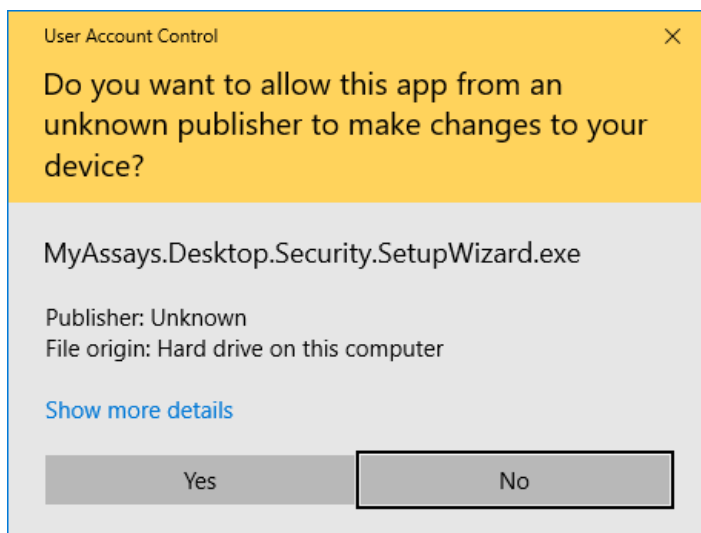 User Account Control
Do you want to allow this app from an
unknown publisher to make changes to your
device?
MyAssays.Desktop.Security.SetupWizard.exe
Publisher: Unknown
File origin: Hard drive on this computer
Show more details
Yes
No